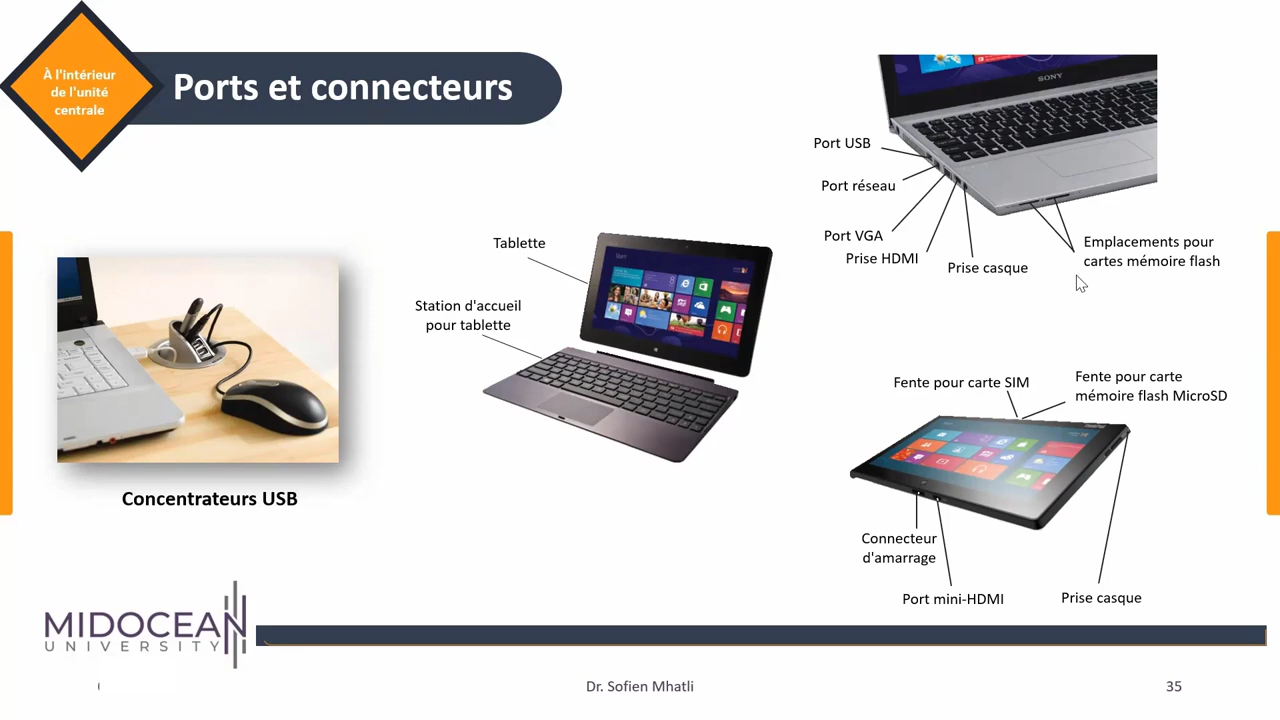 À l'intérieur
de l'unité
centrale
Ports et connecteurs
SONY
Port USB
Port réseau
Port VGA
Prise HDMI
Prise casque
Emplacements pour
cartes mémoire flash
Tablette
Start
Station d'accueil
pour tablette
Concentrateurs USB
Fente pour carte SIM
Fente pour carte
mémoire flash MicroSD
Connecteur
d'amarrage
Port mini-HDMI
Prise casque
MIDOCEAN
UNIVERSITY
Dr. Sofien Mhatli
35